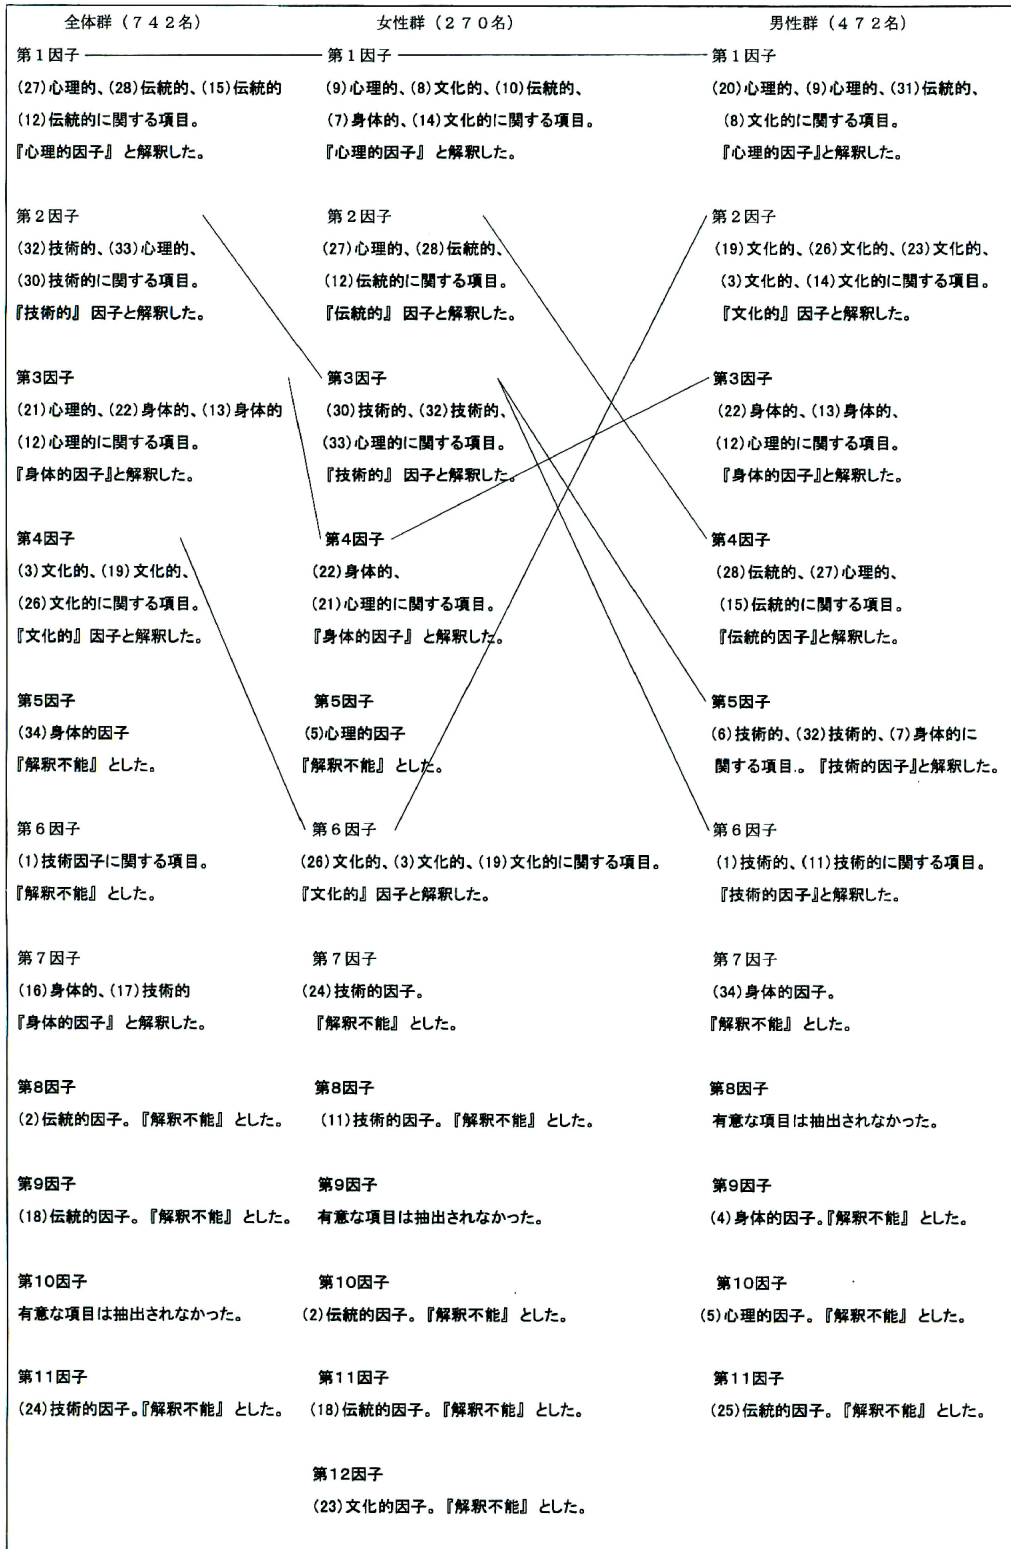 全体群（７４２名）
女性群（２７０名）
男性群（４７２名）
第１因子
(27)心理的、(28)伝統的、(15)伝統的
(12)伝統的に関する項目。
『心理的因子』と解釈した。
第２因子
(32)技術的、(33)心理的、
(30)技術的に関する項目。
『技術的』因子と解釈した。
第3因子
(21)心理的、(22)身体的、(13)身体的
(12)心理的に関する項目。
『身体的因子』と解釈した。
第4因子
(3)文化的、(19)文化的、
(26)文化的に関する項目。
『文化的』因子と解釈した。
第5因子
(34)身体的因子
『解釈不能』とした。
第６因子
(1)技術因子に関する項目。
『解釈不能』とした。
第７因子
(16)身体的、(17)技術的
『身体的因子』と解釈した。
第8因子
(2)伝統的因子。『解釈不能』とした。
第9因子
(18)伝統的因子。『解釈不能』とした。
第10因子
有意な項目は抽出されなかった。
第11因子
(24)技術的因子。『解釈不能』とした。
第１因子
(9)心理的、(8)文化的、(10)伝統的、
(7)身体的、(14)文化的に関する項目。
『心理的因子』と解釈した。
第２因子
(27)心理的、(28)伝統的、
(12)伝統的に関する項目。
『伝統的』因子と解釈した。
第3因子
(30)技術的、(32)技術的、
(33)心理的に関する項目。
『技術的』因子と解釈した。
第4因子
(22)身体的、
(21)心理的に関する項目。
『身体的因子』と解釈した。
第5因子
(5)心理的因子
『解釈不能』とした。
第６因子
(26)文化的、(3)文化的、(19)文化的に関する項目。
『文化的』因子と解釈した。
第７因子
(24)技術的因子。
『解釈不能』とした。
第8因子
(11)技術的因子。『解釈不能』とした。
第9因子
有意な項目は抽出されなかった。
第10因子
(2)伝統的因子。『解釈不能』とした。
第11因子
(18)伝統的因子。『解釈不能』とした。
第12因子
(23)文化的因子。『解釈不能』とした。
第１因子
(20)心理的、(9)心理的、(31)伝統的、
(8)文化的に関する項目。
『心理的因子』と解釈した。
第２因子
(19)文化的、(26)文化的、(23)文化的、
(3)文化的、(14)文化的に関する項目。
『文化的』因子と解釈した。
第3因子
(22)身体的、(13)身体的、
(12)心理的に関する項目。
『身体的因子』と解釈した。
第4因子
(28)伝統的、(27)心理的、
(15)伝統的に関する項目。
『伝統的因子』と解釈した。
第5因子
(6)技術的、(32)技術的、(7)身体的に
関する項目.。『技術的因子』と解釈した。
第６因子
(1)技術的、(11)技術的に関する項目。
『技術的因子』と解釈した。
第７因子
(34)身体的因子。
『解釈不能』とした。
第8因子
有意な項目は抽出されなかった。
第9因子
(4)身体的因子。『解釈不能』とした。
第10因子
(5)心理的因子。『解釈不能』とした。
第11因子
(25)伝統的因子。『解釈不能』とした。